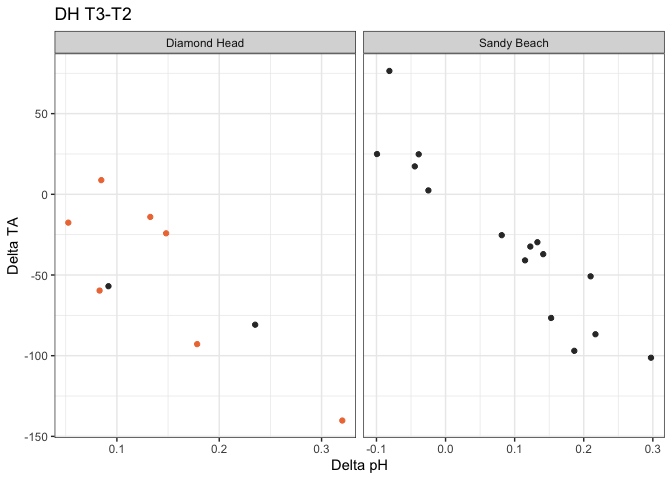 DH T3-T2
Diamond Head Sandy Beach
50
0
-50
-100
-150
Delta TA
0.1 0.2 0.3 -0.1 0.0 0.1 0.2 0.3
Delta pH